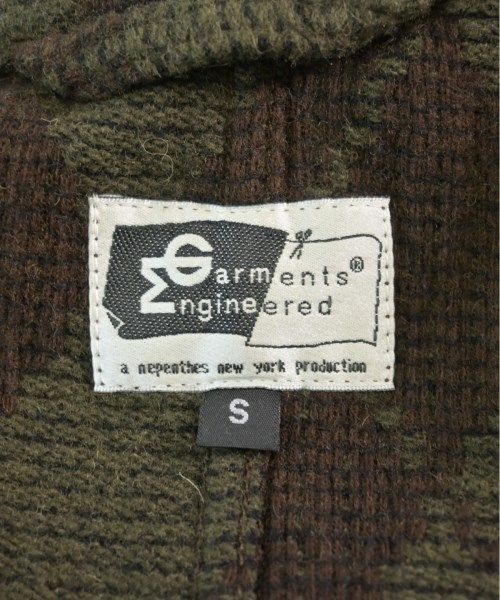 Garments®
Engineered
a nepenthes new york production
S